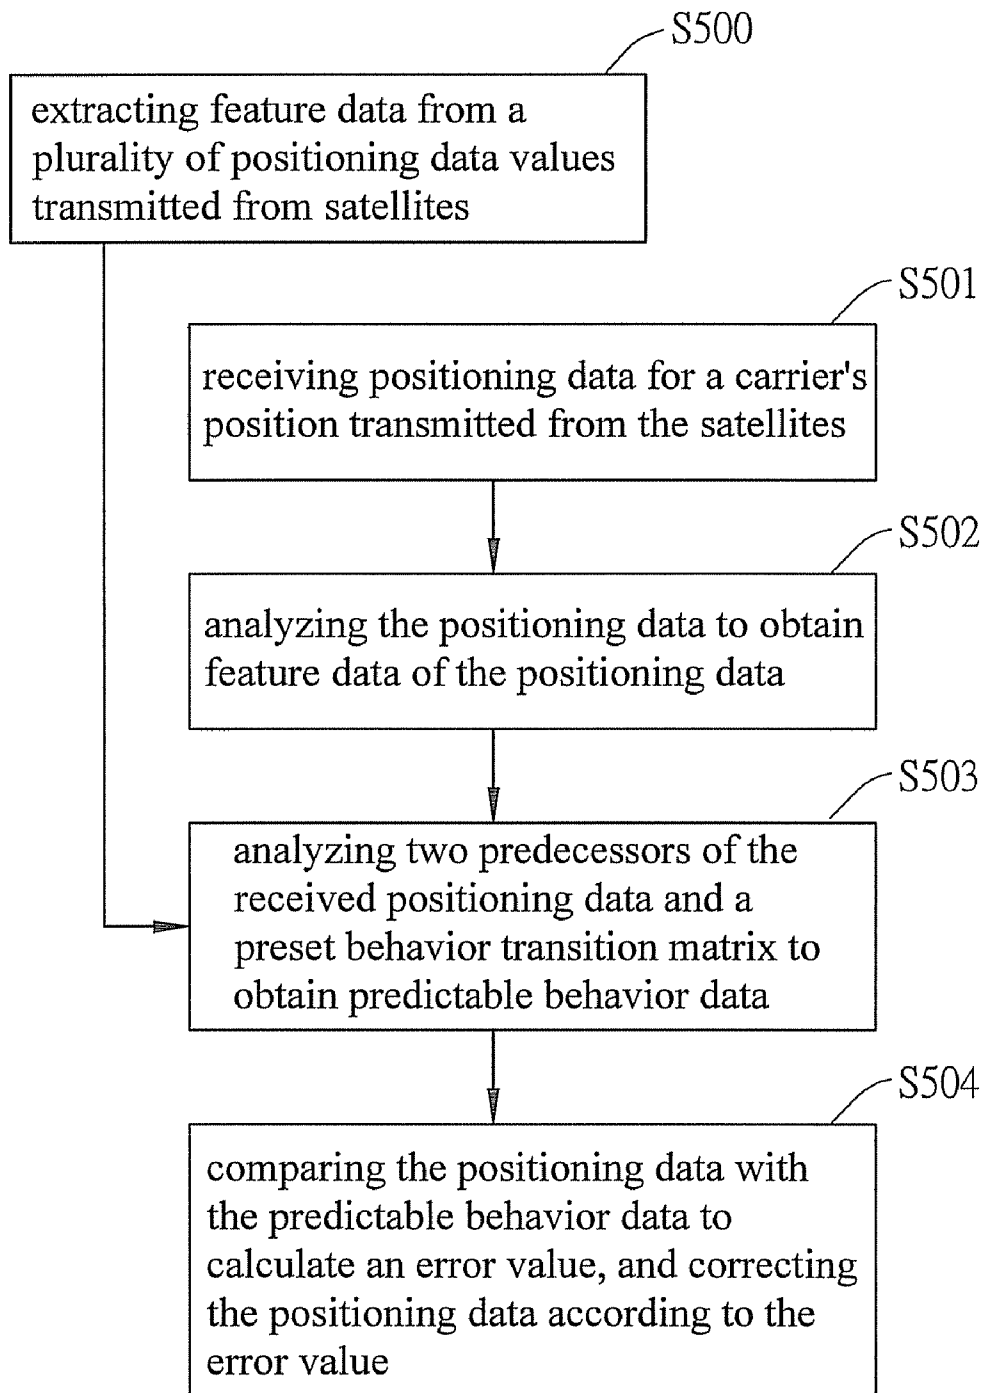 S500
extracting feature data from a
plurality of positioning data values
transmitted from satellites
S501
receiving positioning data for a carrier's
position transmitted from the satellites
S502
analyzing the positioning data to obtain
feature data of the positioning data
S503
analyzing two predecessors of the
received positioning data and a
preset behavior transition matrix to
obtain predictable behavior data
S504
comparing the positioning data with
the predictable behavior data to
calculate an error value, and correcting
the positioning data according to the
error value